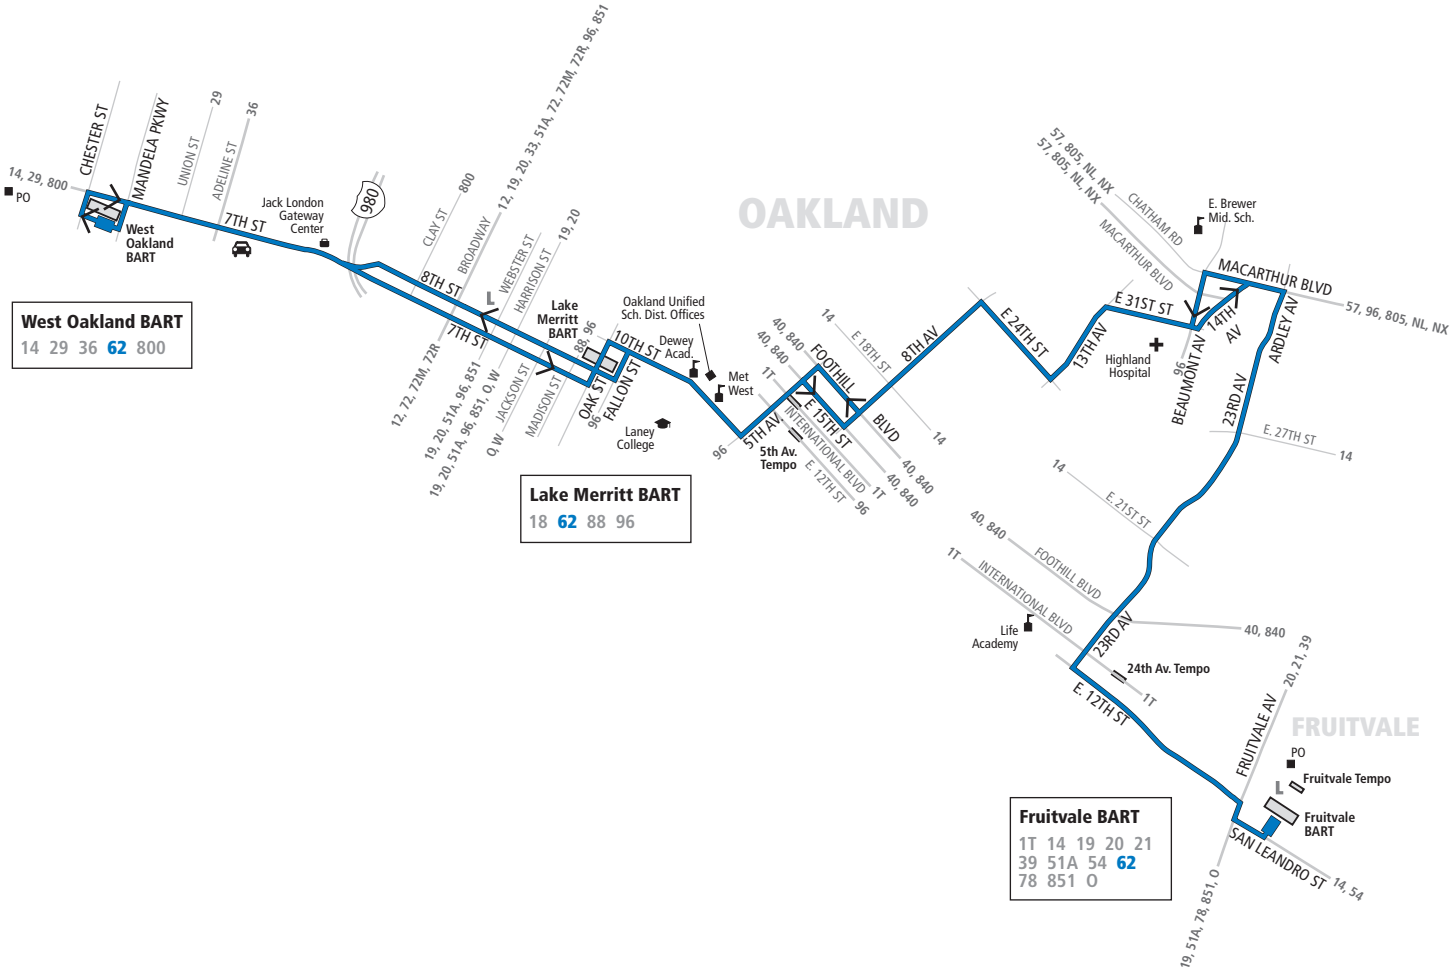 CHESTER ST
MANDELA PKWY
UNION ST
29
ADELINE ST
36
14, 29, 800
PO
West
Oakland
BART
7TH ST
Jack London
Gateway
Center
980
CLAY ST
800
BROADWAY
12, 19, 20, 33, 51A, 72, 72M, 72R, 96, 851
WEBSTER ST
HARRISON ST
19, 20
8TH ST
7TH ST
L
Lake
Merritt
BART
88, 96
12, 72, 72M, 72R
19, 20, 51A, 96, 851
19, 20, 51A, 96, 851, O, W
JACKSON ST
O, W
MADISON ST
OAK ST
FALLON ST
96
10TH ST
Oakland Unified
Sch. Dist. Offices
Dewey
Acad.
Met
West
Laney
College
West Oakland BART
14 29 36 62 800
Lake Merritt BART
18 62 88 96
OAKLAND
96
5TH AV
5th Av.
Tempo
1T
40, 840
40, 840
FOOTHILL
BLVD
E 15TH ST
INTERNATIONAL BLVD
E. 12TH ST
96
1T
40, 840
40, 840
14
E 18TH ST
14
8TH AV
E 24TH ST
13TH AV
E 31ST ST
57, 805, NL, NX
57, 805, NL, NX
CHATHAM RD
MACARTHUR BLVD
E. Brewer
Mid. Sch.
MACARTHUR BLVD
57, 96, 805, NL, NX
14TH
AV
ARDLEY AV
Highland
Hospital
96
BEAUMONT AV
23RD AV
E. 27TH ST
14
14
E. 21ST ST
40, 840
FOOTHILL BLVD
1T
INTERNATIONAL BLVD
Life
Academy
40, 840
23RD AV
24th Av. Tempo
1T
E. 12TH ST
20, 21, 39
FRUITVALE AV
FRUITVALE
PO
Fruitvale Tempo
L
Fruitvale
BART
SAN LEANDRO ST
14, 54
19, 51A, 78, 851, O
Fruitvale BART
1T 14 19 20 21
39 51A 54 62
78 851 O